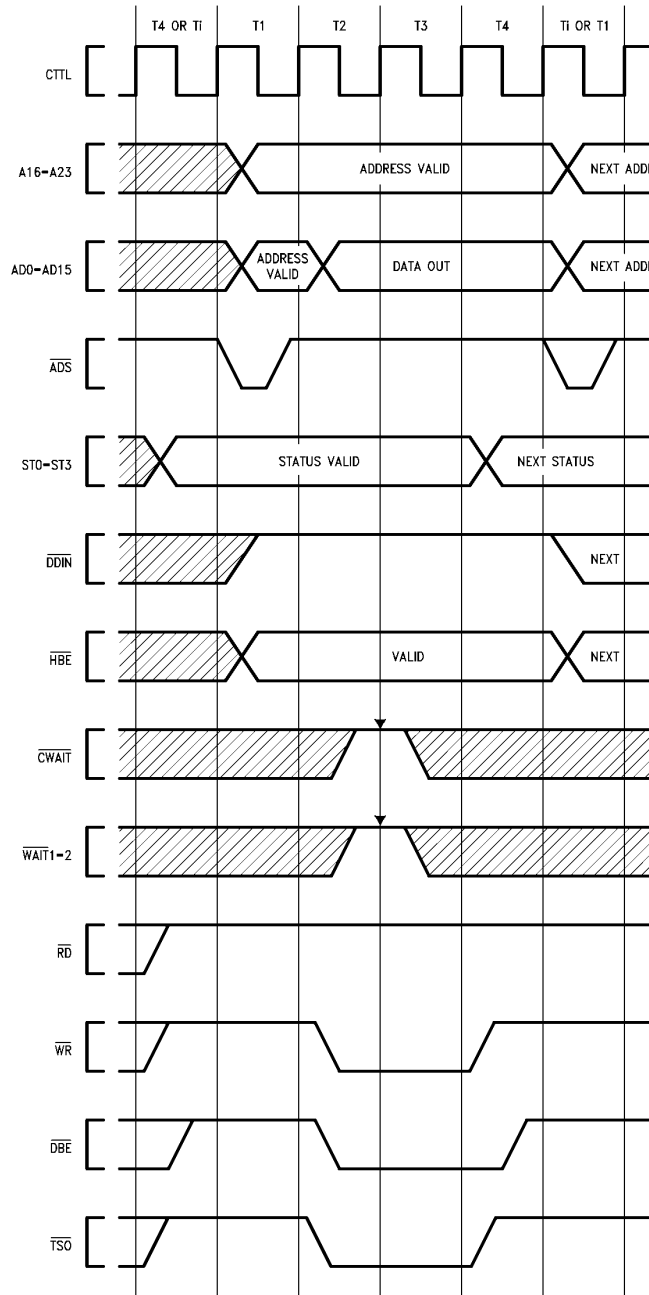 T4 OR Ti T1 T2 T3 T4 Ti OR T1
CTTL
A16-A23 ADDRESS VALID NEXT ADD
AD0-AD15 ADDRESS VALID DATA OUT NEXT ADD
ADS
ST0-ST3 STATUS VALID NEXT STATUS
DDIN NEXT
HBE VALID NEXT
CWAIT
WAIT1-2
RD
WR
DBE
TSO